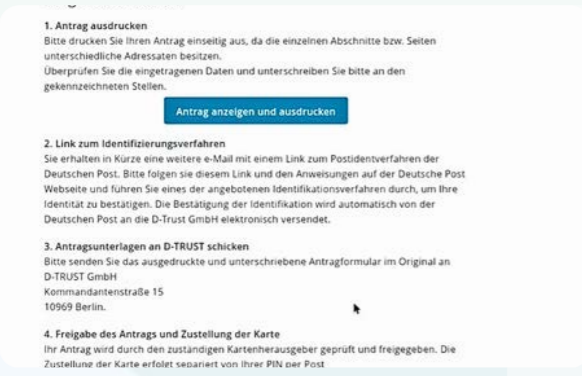 1. Antrag ausdrucken
Bitte drucken Sie Ihren Antrag einseitig aus, da die einzelnen Abschnitte bzw. Seiten
unterschiedliche Adressaten besitzen.
Überprüfen Sie die eingetragenen Daten und unterschreiben Sie bitte an den
gekennzeichneten Stellen.
Antrag anzeigen und ausdrucken
2. Link zum Identifizierungsverfahren
Sie erhalten in Kürze eine weitere e-Mail mit einem Link zum Postidentverfahren der
Deutschen Post. Bitte folgen sie diesem Link und den Anweisungen auf der Deutsche Post
Webseite und führen Sie eines der angebotenen Identifikationsverfahren durch, um Ihre
Identität zu bestätigen. Die Bestätigung der Identifikation wird automatisch von der
Deutschen Post an die D-Trust GmbH elektronisch versendet.
3. Antragsunterlagen an D-TRUST schicken
Bitte senden Sie das ausgedruckte und unterschriebene Antragformular im Original an
D-TRUST GmbH
Kommandantenstraße 15
10969 Berlin.
4. Freigabe des Antrags und Zustellung der Karte
Ihr Antrag wird durch den zuständigen Kartenherausgeber geprüft und freigegeben. Die
Zustellung der Karte erfolgt separiert von Ihrer PIN per Post